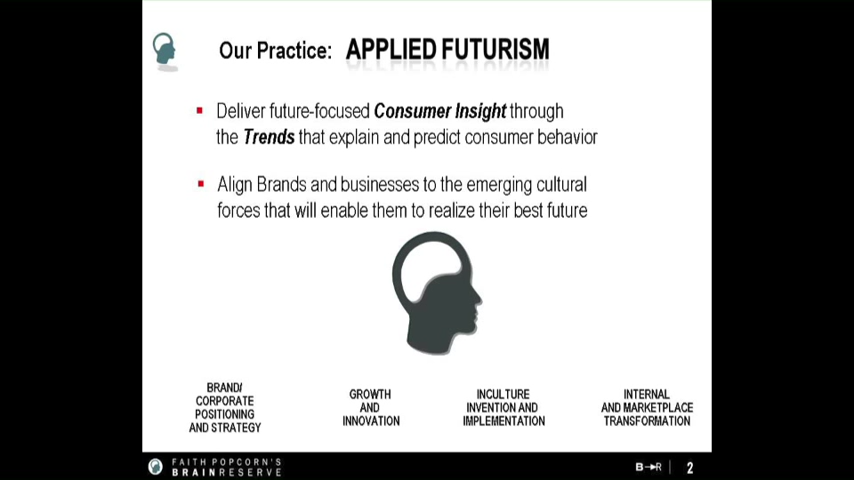 Our Practice: APPLIED FUTURISM
Deliver future-focused Consumer Insight through
the Trends that explain and predict consumer behavior
Align Brands and businesses to the emerging cultural
forces that will enable them to realize their best future
BRAND/
CORPORATE
POSITIONING
AND STRATEGY
GROWTH
AND
INNOVATION
INCULTURE
INVENTION AND
IMPLEMENTATION
INTERNAL
AND MARKETPLACE
TRANSFORMATION
FAITH POPCORN'S
BRAINRESERVE
B→R | 2